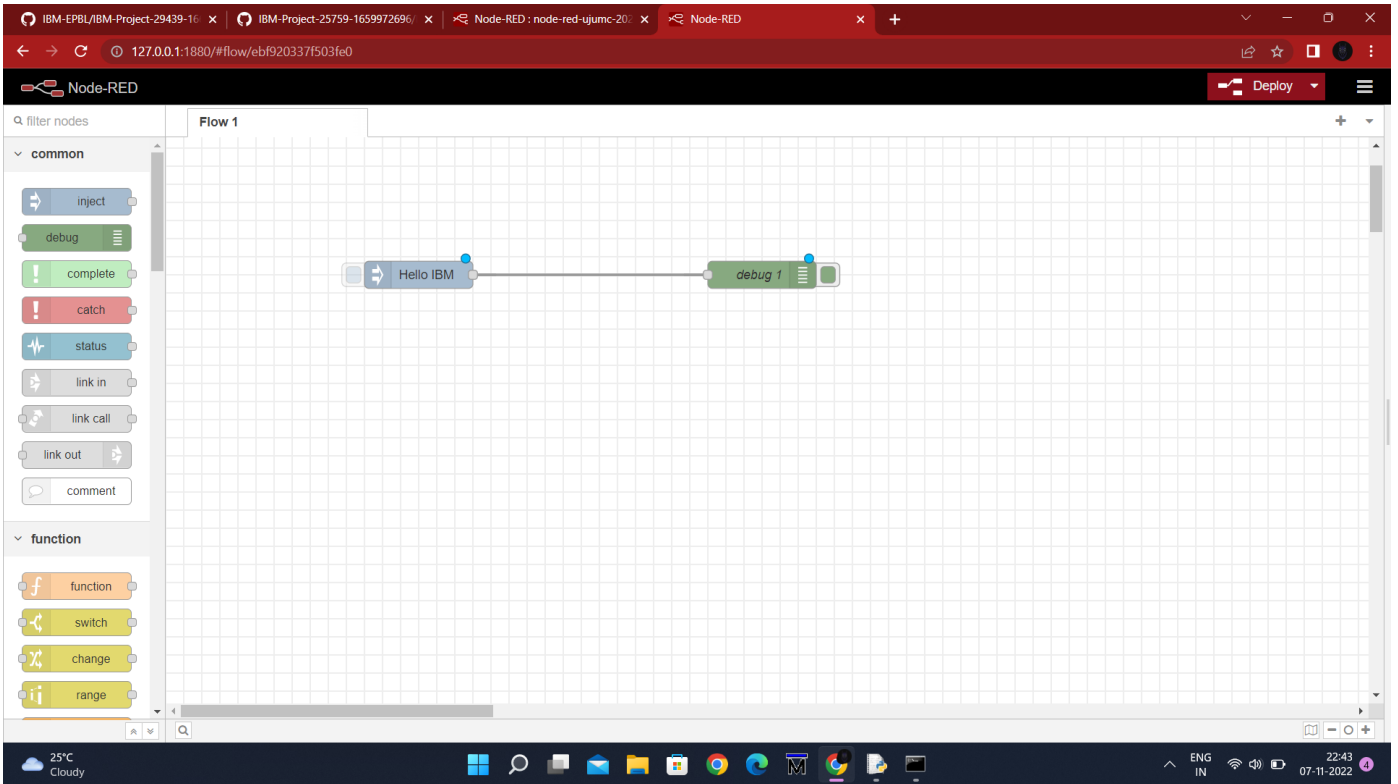 IBM-EPBL/IBM-Project-29439-16
IBM-Project-25759-1659972696/
Node-RED : node-red-ujumc-202
Node-RED
127.0.0.1:1880/#flow/ebf920337f503fe0
Node-RED
Deploy
filter nodes
Flow 1
common
inject
debug
complete
catch
status
link in
link call
link out
comment
function
function
switch
change
range
Hello IBM
debug 1
25°C
Cloudy
ENG
IN
22:43
07-11-2022
4